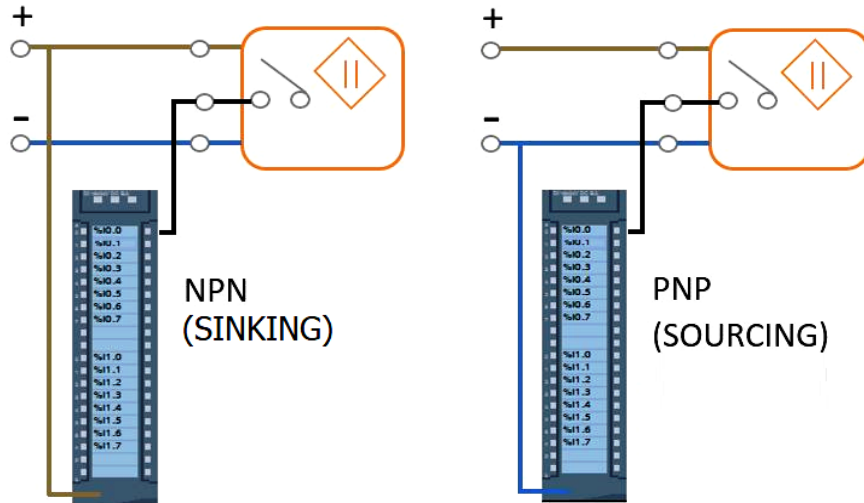 +
-
%I0.0
%I0.1
%I0.2
%I0.3
%I0.4
%I0.5
%I0.6
%I0.7
%I1.0
%I1.1
%I1.2
%I1.3
%I1.4
%I1.5
%I1.6
%I1.7
NPN
(SINKING)
+
-
%I0.0
%I0.1
%I0.2
%I0.3
%I0.4
%I0.5
%I0.6
%I0.7
%I1.0
%I1.1
%I1.2
%I1.3
%I1.4
%I1.5
%I1.6
%I1.7
PNP
(SOURCING)